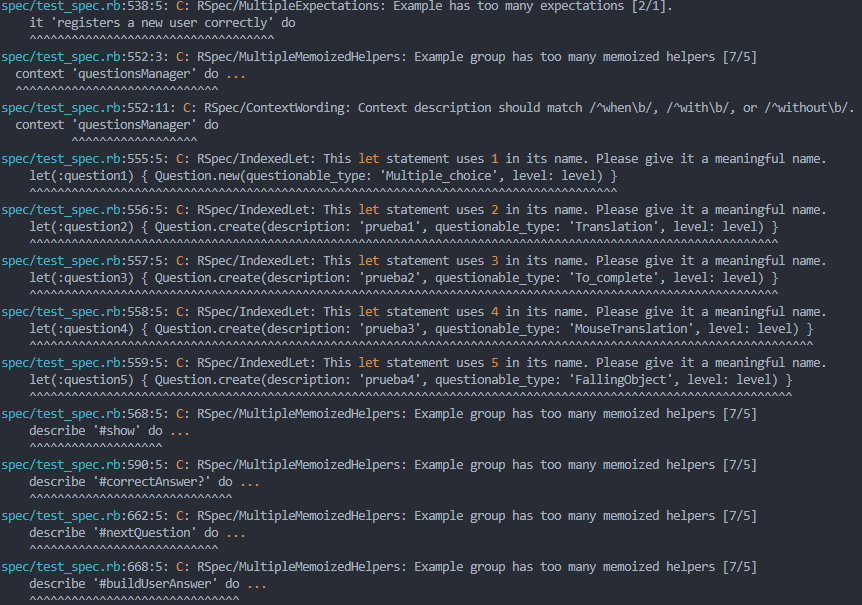 spec/test_spec.rb:538:5: C: RSpec/MultipleExpectations: Example has too many expectations [2/1].
    it 'registers a new user correctly' do
    ^^^^^^^^^^^^^^^^^^^^^^^^^^^^^^^^^^^
spec/test_spec.rb:552:3: C: RSpec/MultipleMemoizedHelpers: Example group has too many memoized helpers [7/5]
  context 'questionsManager' do ...
  ^^^^^^^^^^^^^^^^^^^^^^^^^^^^^
spec/test_spec.rb:552:11: C: RSpec/ContextWording: Context description should match /^when\b/, /^with\b/, or /^without\b/.
  context 'questionsManager' do
          ^^^^^^^^^^^^^^^^^^
spec/test_spec.rb:555:5: C: RSpec/IndexedLet: This let statement uses 1 in its name. Please give it a meaningful name.
    let(:question1) { Question.new(questionable_type: 'Multiple_choice', level: level) }
    ^^^^^^^^^^^^^^^^^^^^^^^^^^^^^^^^^^^^^^^^^^^^^^^^^^^^^^^^^^^^^^^^^^^^^^^^^^^^^^^^^^^^
spec/test_spec.rb:556:5: C: RSpec/IndexedLet: This let statement uses 2 in its name. Please give it a meaningful name.
    let(:question2) { Question.create(description: 'prueba1', questionable_type: 'Translation', level: level) }
    ^^^^^^^^^^^^^^^^^^^^^^^^^^^^^^^^^^^^^^^^^^^^^^^^^^^^^^^^^^^^^^^^^^^^^^^^^^^^^^^^^^^^^^^^^^^^^^^^^^^^^^^^^^^
spec/test_spec.rb:557:5: C: RSpec/IndexedLet: This let statement uses 3 in its name. Please give it a meaningful name.
    let(:question3) { Question.create(description: 'prueba2', questionable_type: 'To_complete', level: level) }
    ^^^^^^^^^^^^^^^^^^^^^^^^^^^^^^^^^^^^^^^^^^^^^^^^^^^^^^^^^^^^^^^^^^^^^^^^^^^^^^^^^^^^^^^^^^^^^^^^^^^^^^^^^^^
spec/test_spec.rb:558:5: C: RSpec/IndexedLet: This let statement uses 4 in its name. Please give it a meaningful name.
    let(:question4) { Question.create(description: 'prueba3', questionable_type: 'MouseTranslation', level: level) }
    ^^^^^^^^^^^^^^^^^^^^^^^^^^^^^^^^^^^^^^^^^^^^^^^^^^^^^^^^^^^^^^^^^^^^^^^^^^^^^^^^^^^^^^^^^^^^^^^^^^^^^^^^^^^^^^^^
spec/test_spec.rb:559:5: C: RSpec/IndexedLet: This let statement uses 5 in its name. Please give it a meaningful name.
    let(:question5) { Question.create(description: 'prueba4', questionable_type: 'FallingObject', level: level) }
    ^^^^^^^^^^^^^^^^^^^^^^^^^^^^^^^^^^^^^^^^^^^^^^^^^^^^^^^^^^^^^^^^^^^^^^^^^^^^^^^^^^^^^^^^^^^^^^^^^^^^^^^^^^^^^
spec/test_spec.rb:568:5: C: RSpec/MultipleMemoizedHelpers: Example group has too many memoized helpers [7/5]
    describe '#show' do ...
    ^^^^^^^^^^^^^^^^^^^
spec/test_spec.rb:590:5: C: RSpec/MultipleMemoizedHelpers: Example group has too many memoized helpers [7/5]
    describe '#correctAnswer?' do ...
    ^^^^^^^^^^^^^^^^^^^^^^^^^^^^^
spec/test_spec.rb:662:5: C: RSpec/MultipleMemoizedHelpers: Example group has too many memoized helpers [7/5]
    describe '#nextQuestion' do ...
    ^^^^^^^^^^^^^^^^^^^^^^^^^^^
spec/test_spec.rb:668:5: C: RSpec/MultipleMemoizedHelpers: Example group has too many memoized helpers [7/5]
    describe '#buildUserAnswer' do ...
    ^^^^^^^^^^^^^^^^^^^^^^^^^^^^^^